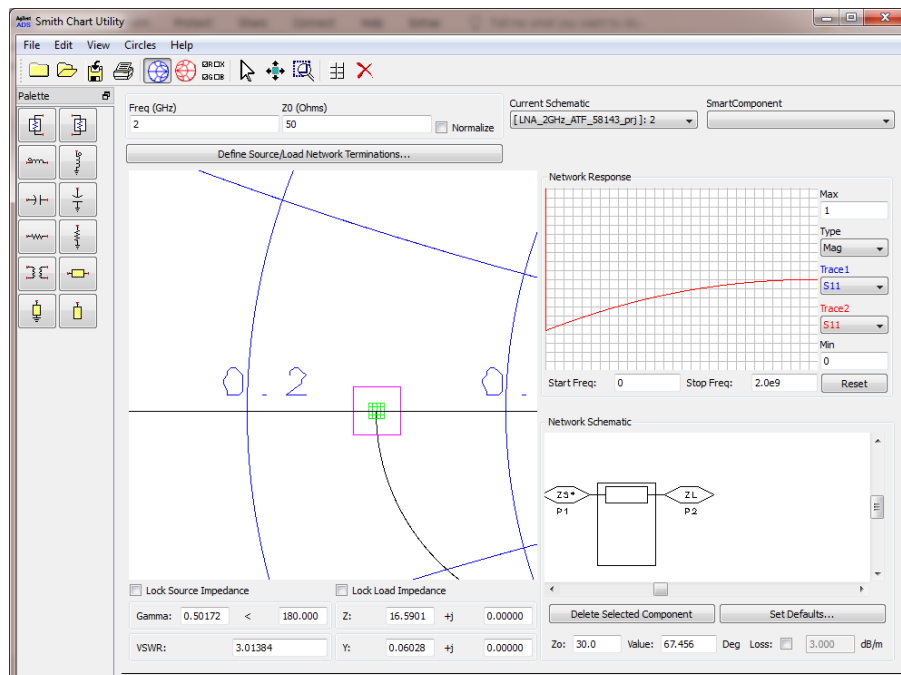 Agilent
ADS
Smith Chart Utility
File Edit View Circles Help
Palette
Freq (GHz)
2
Z0 (Ohms)
50
Normalize
Current Schematic
[LNA_2GHz_ATF_58143_prj]: 2
SmartComponent
Define Source/Load Network Terminations...
0.2
0.
Network Response
Max
1
Type
Mag
Trace1
S11
Trace2
S11
Min
0
Start Freq: 0 Stop Freq: 2.0e9 Reset
Network Schematic
ZS* ZL
P1 P2
Lock Source Impedance Lock Load Impedance
Gamma: 0.50172 < 180.000 Z: 16.5901 +j 0.00000
VSWR: 3.01384 Y: 0.06028 +j 0.00000
Delete Selected Component Set Defaults...
Zo: 30.0 Value: 67.456 Deg Loss: 3.000 dB/m